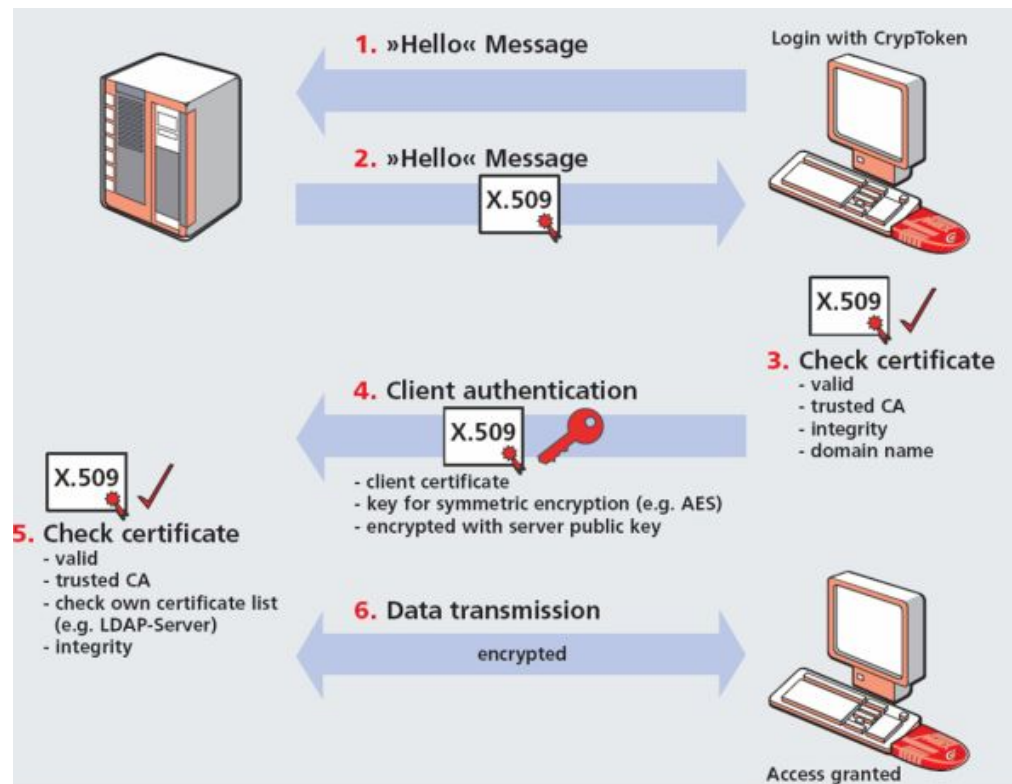 1. »Hello« Message
Login with CrypToken
2. »Hello« Message
X.509
X.509
3. Check certificate
- valid
- trusted CA
- integrity
- domain name
4. Client authentication
X.509
- client certificate
- key for symmetric encryption (e.g. AES)
- encrypted with server public key
X.509
5. Check certificate
- valid
- trusted CA
- check own certificate list
(e.g. LDAP-Server)
- integrity
6. Data transmission
encrypted
Access granted